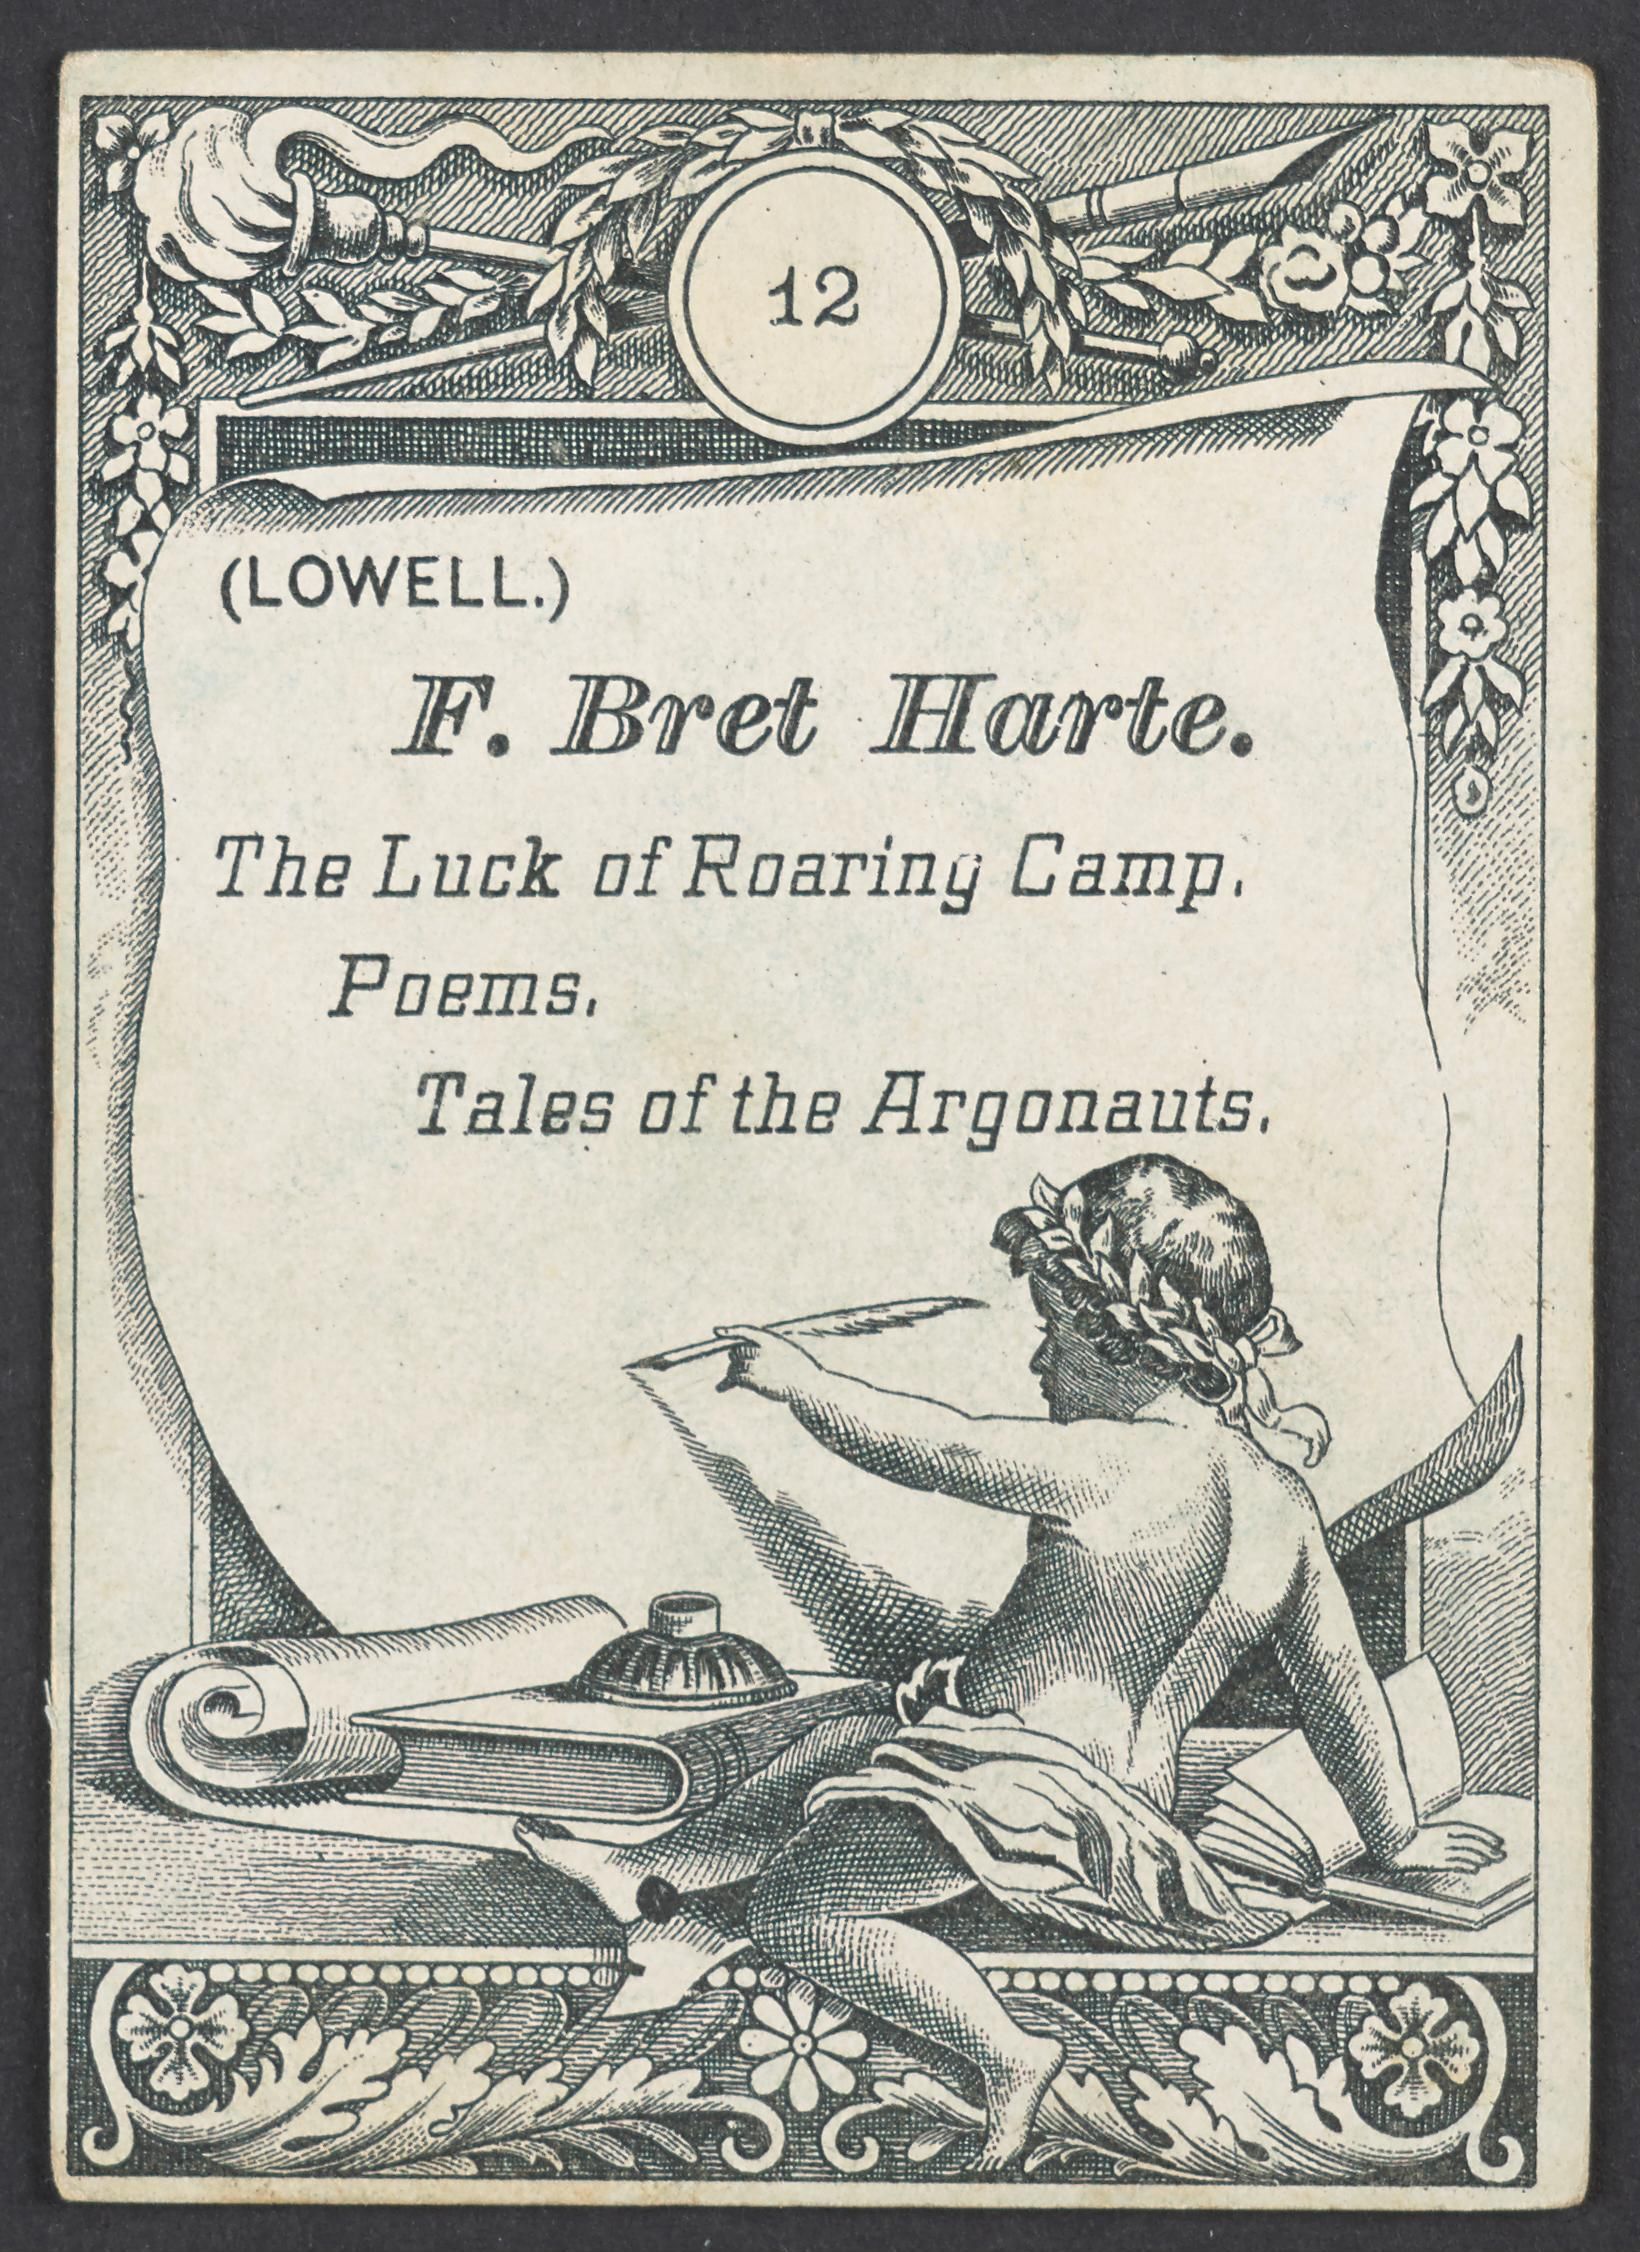 12
(LOWELL.)
F. Bret Harte.
The Luck of Roaring Camp.
Poems.
Tales of the Argonauts.